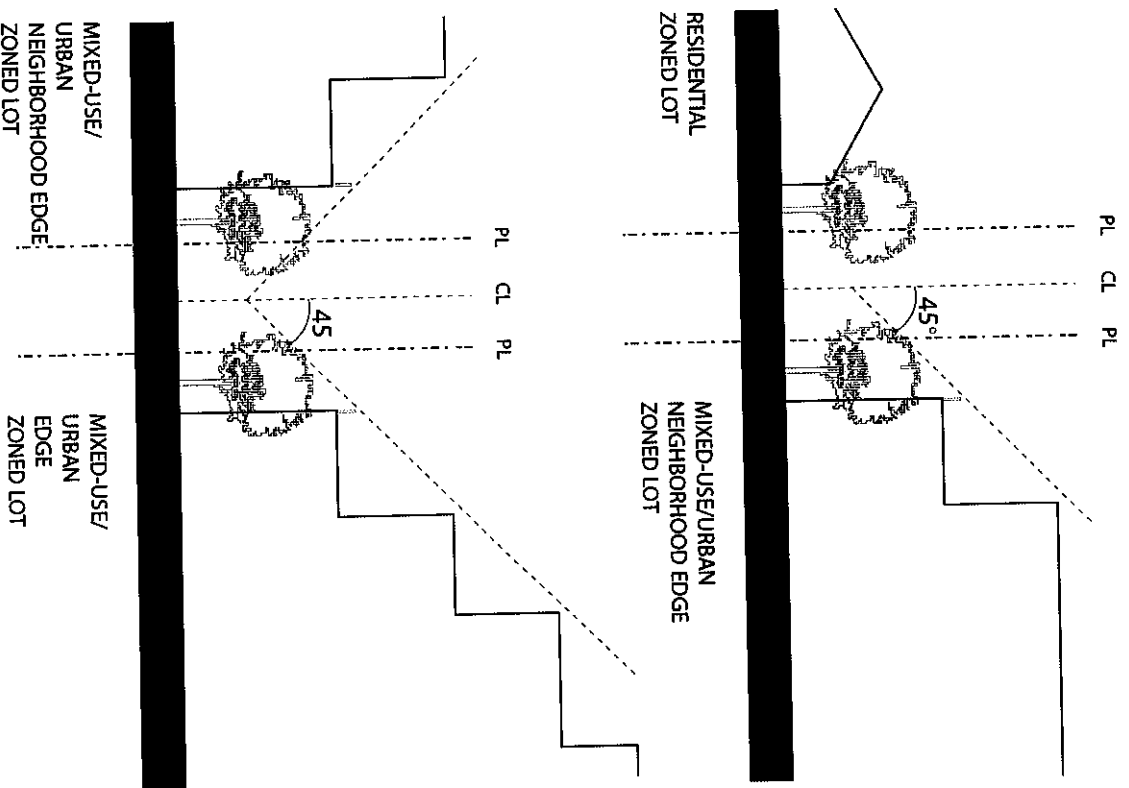 PL
CL
PL
45°
RESIDENTIAL
ZONED LOT
MIXED-USE/URBAN
NEIGHBORHOOD EDGE
ZONED LOT
PL
CL
PL
45
MIXED-USE/
URBAN
NEIGHBORHOOD EDGE
ZONED LOT
MIXED-USE/
URBAN
EDGE
ZONED LOT